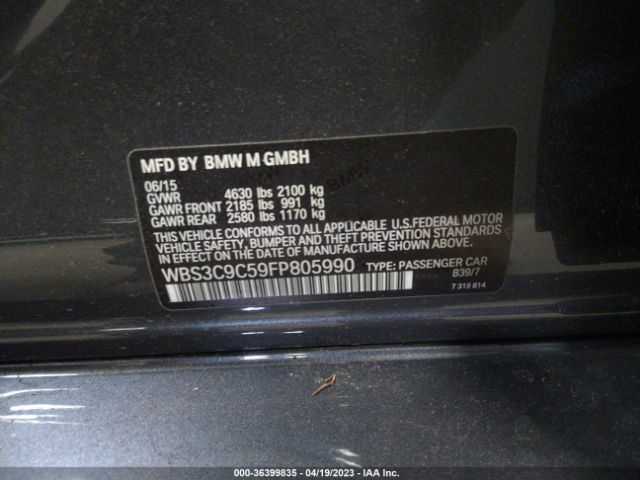 MFD BY BMW M GMBH
06/15
GVWR 4630 lbs 2100 kg
GAWR FRONT 2185 lbs 991 kg
GAWR REAR 2580 lbs 1170 kg
THIS VEHICLE CONFORMS TO ALL APPLICABLE U.S. FEDERAL MOTOR
VEHICLE SAFETY, BUMPER AND THEFT PREVENTION STANDARDS
IN EFFECT ON THE DATE OF MANUFACTURE SHOWN ABOVE.
WBS3C9C59FP805990 TYPE: PASSENGER CAR
B39/7
7 315 814
000-36399835 - 04/19/2023 - IAA Inc.